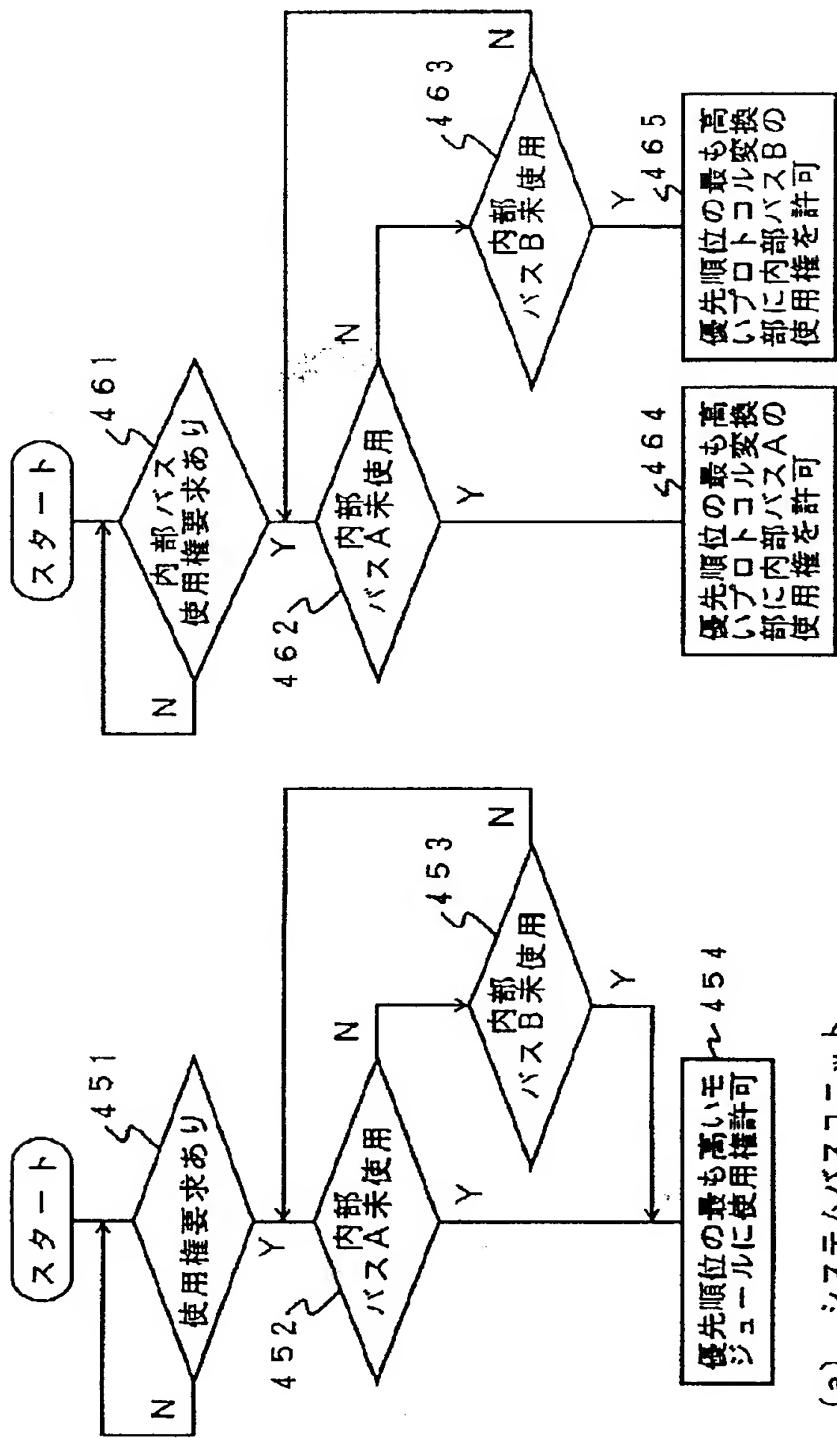 スタート
451
使用権要求あり
N
Y
452
内部
バスA未使用
N
453
内部
バスB未使用
N
Y
Y
優先順位の最も高いモ
ジュールに使用権許可
454
(a) システムバスユニット
スタート
461
内部バス
使用権要求あり
N
Y
462
内部
バスA未使用
N
463
内部
バスB未使用
N
Y
Y
464
優先順位の最も高
いプロトコル変換
部に内部バスAの
使用権を許可
465
優先順位の最も高
いプロトコル変換
部に内部バスBの
使用権を許可